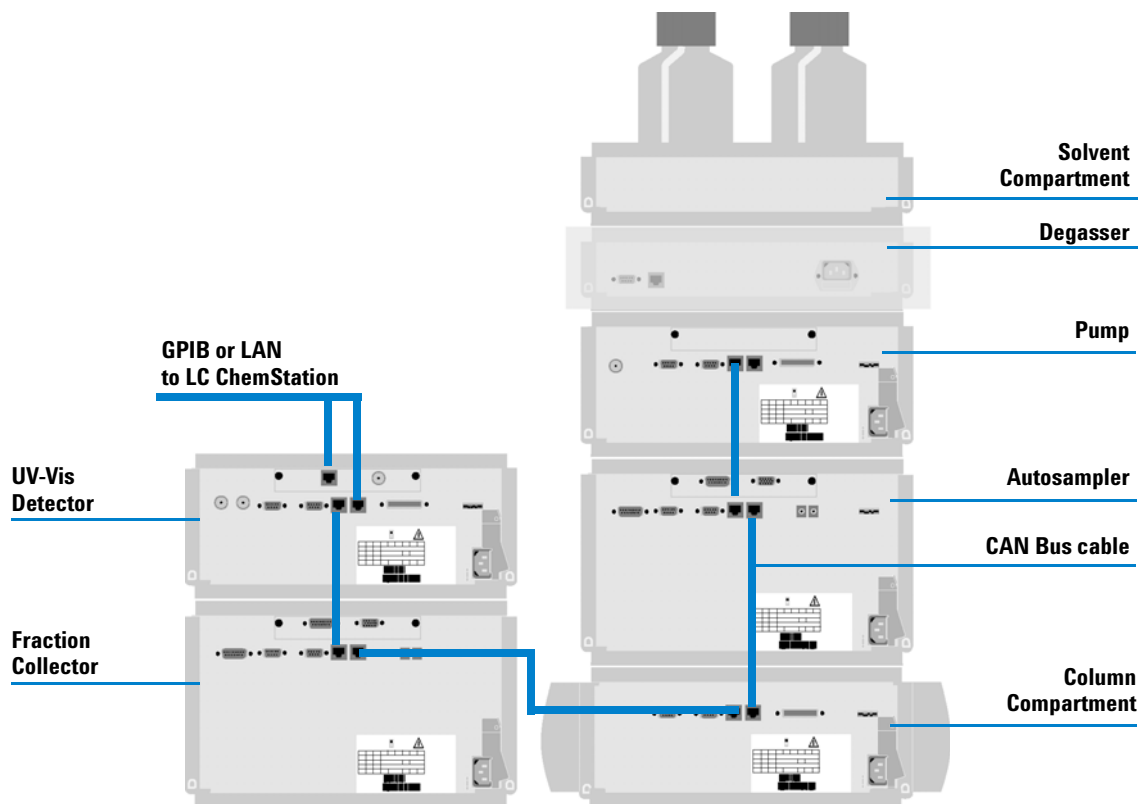 Solvent
Compartment
Degasser
Pump
GPIB or LAN
to LC ChemStation
UV-Vis
Detector
Autosampler
CAN Bus cable
Fraction
Collector
Column
Compartment